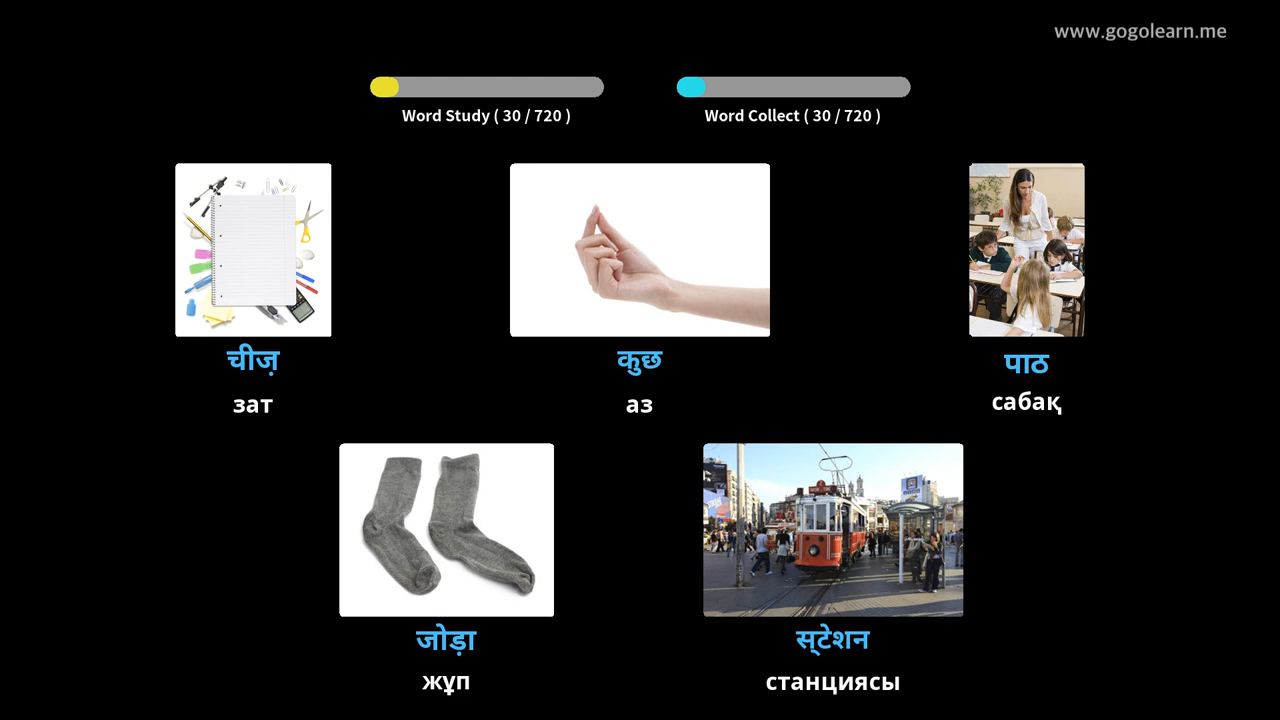 www.gogolearn.me
Word Study ( 30 / 720 )
Word Collect ( 30 / 720 )
चीज़
зат
कुछ
аз
पाठ
сабақ
जोड़ा
жұп
स्टेशन
станциясы